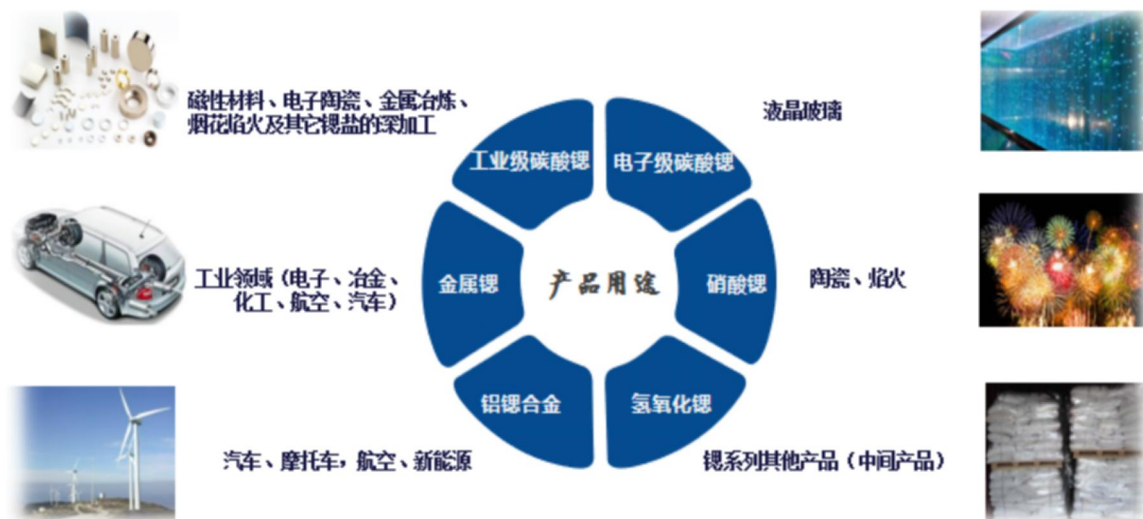 磁性材料、电子陶瓷、金属冶炼、
烟花焰火及其它锶盐的深加工
液晶玻璃
工业级碳酸锶
电子级碳酸锶
工业领域（电子、冶金、
化工、航空、汽车）
金属锶
产品用途
硝酸锶
陶瓷、焰火
铝锶合金
氢氧化锶
汽车、摩托车，航空、新能源
锶系列其他产品（中间产品）